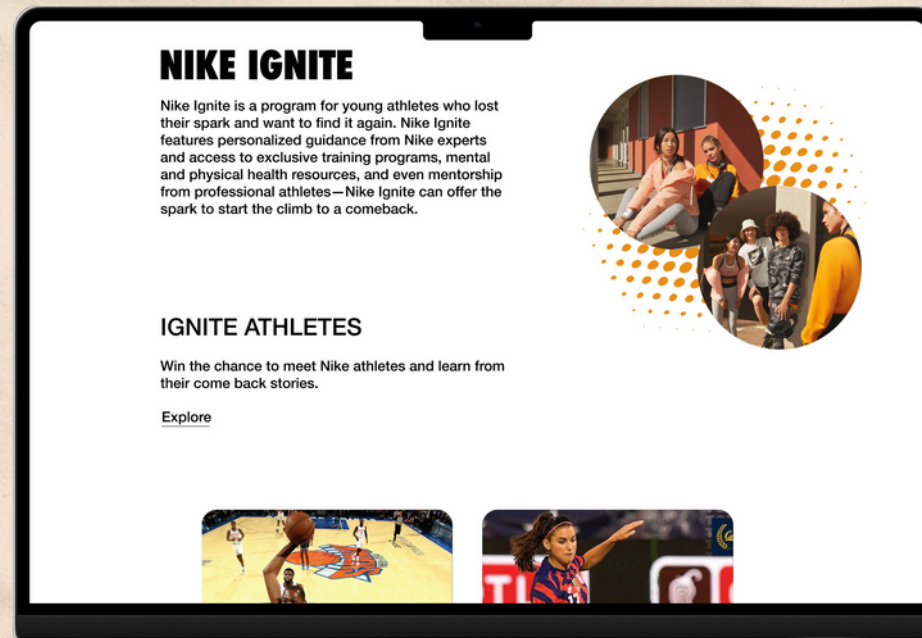 NIKE IGNITE
Nike Ignite is a program for young athletes who lost
their spark and want to find it again. Nike Ignite
features personalized guidance from Nike experts
and access to exclusive training programs, mental
and physical health resources, and even mentorship
from professional athletes—Nike Ignite can offer the
spark to start the climb to a comeback.
IGNITE ATHLETES
Win the chance to meet Nike athletes and learn from
their come back stories.
Explore